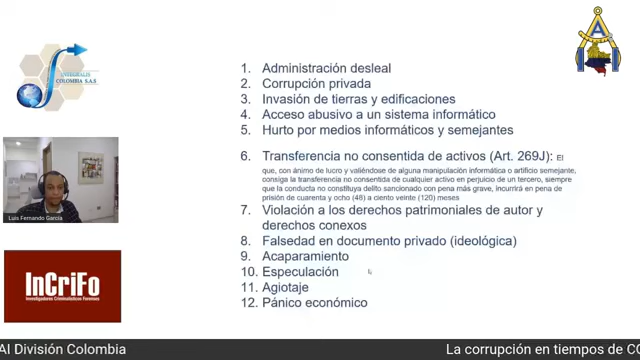 INTEGRALIS
COLOMBIA S.A.
1. Administración desleal
2. Corrupción privada
3. Invasión de tierras y edificaciones
4. Acceso abusivo a un sistema informático
5. Hurto por medios informáticos y semejantes
6. Transferencia no consentida de activos (Art. 269J): El
que, con ánimo de lucro y valiéndose de alguna manipulación informática o artificio semejante,
consiga la transferencia no consentida de cualquier activo en perjuicio de un tercero, siempre
que la conducta no constituya delito sancionado con pena más grave, incurrirá en pena de
prisión de cuarenta y ocho (48) a ciento veinte (120) meses
7. Violación a los derechos patrimoniales de autor y
derechos conexos
8. Falsedad en documento privado (ideológica)
9. Acaparamiento
10. Especulación
11. Agiotaje
12. Pánico económico
Luis Fernando García
InCriFo
Investigadores Criminalísticos Forenses
AI División Colombia
La corrupción en tiempos de CO